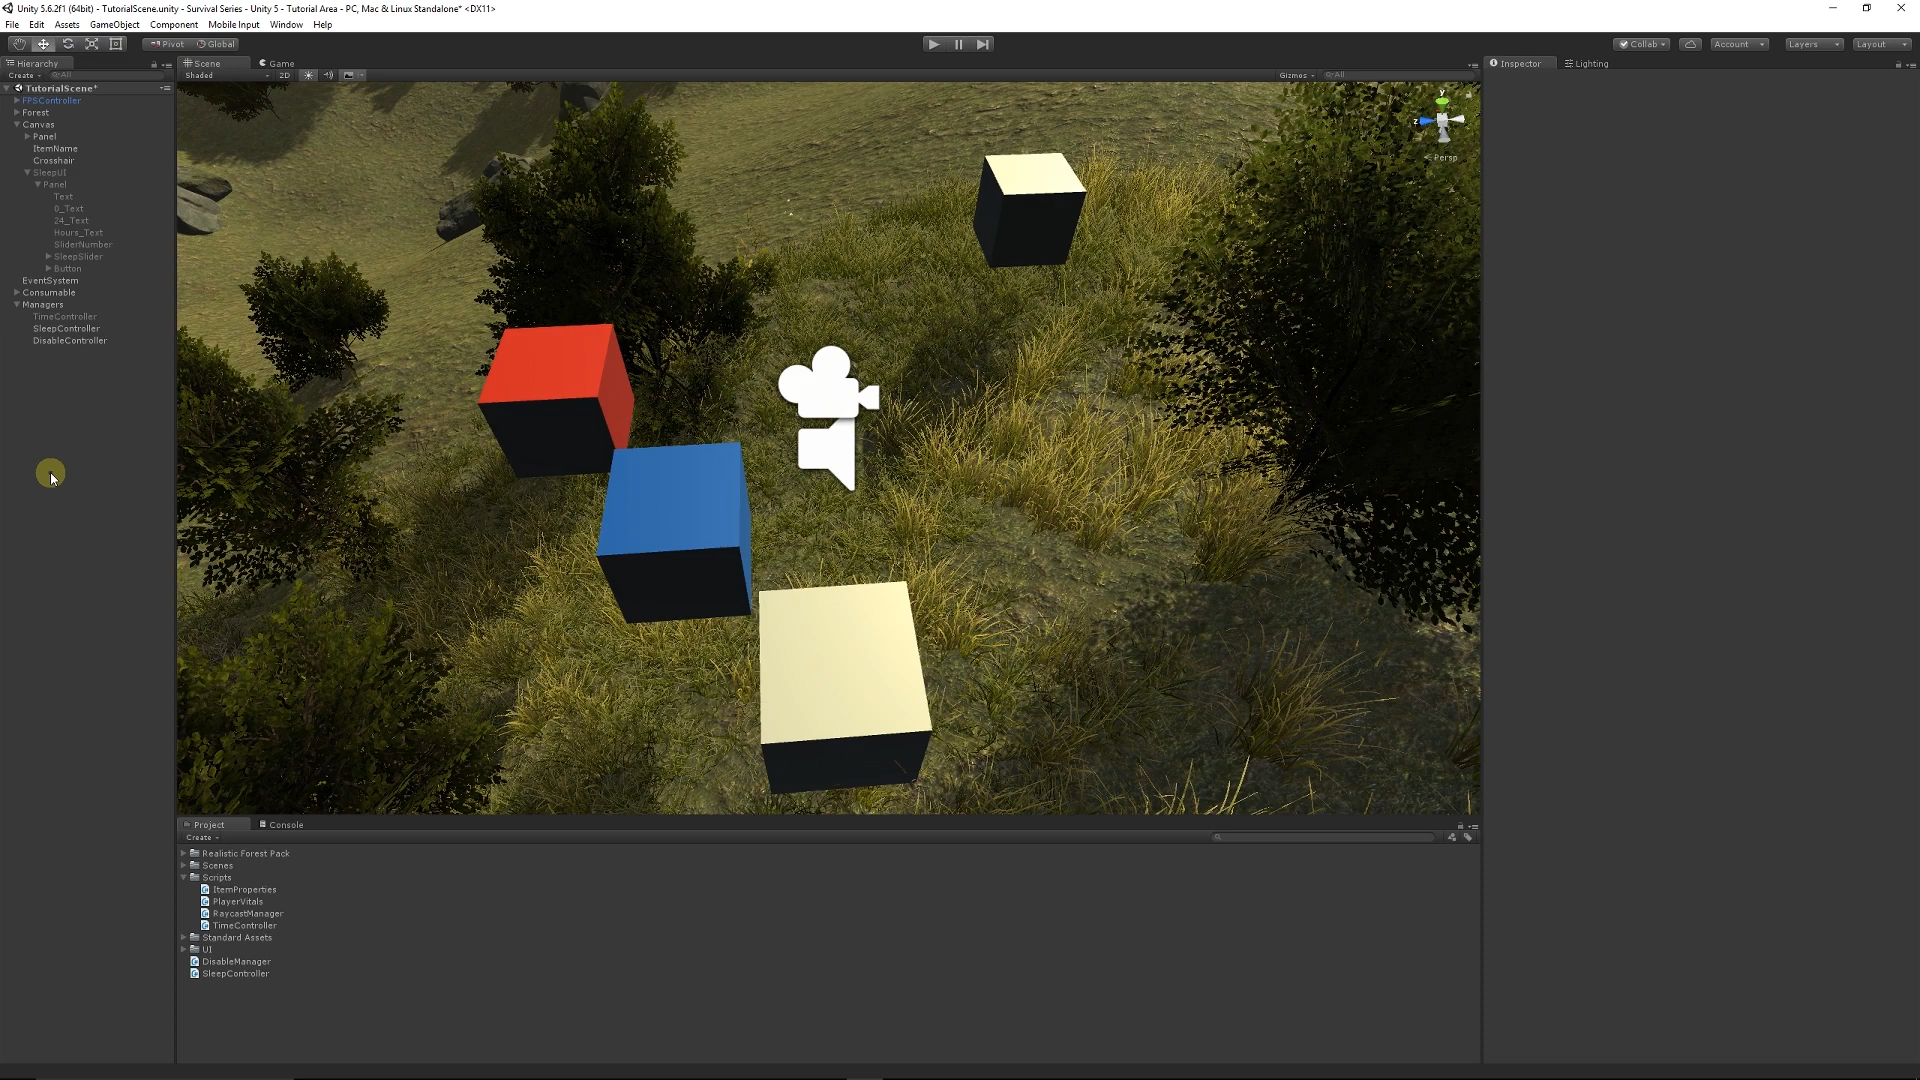 Unity 5.6.2f1 (64bit) - TutorialScene.unity - Survival Series - Unity 5 - Tutorial Area - PC, Mac & Linux Standalone* <DX11>
File Edit Assets GameObject Component Mobile Input Window Help
Pivot Global Collab Account Layers Layout
Hierarchy Scene Game Inspector Lighting
Create All Shaded 2D Gizmos All
TutorialScene*
FPSController
Forest
Canvas
Panel
ItemName
Crosshair
SleepUI
Panel
Text
0_Text
24_Text
Hours_Text
SliderNumber
SleepSlider
Button
EventSystem
Consumable
Managers
TimeController
SleepController
DisableController
y
z
Persp
Project Console
Create
Realistic Forest Pack
Scenes
Scripts
ItemProperties
PlayerVitals
RaycastManager
TimeController
Standard Assets
UI
DisableManager
SleepController